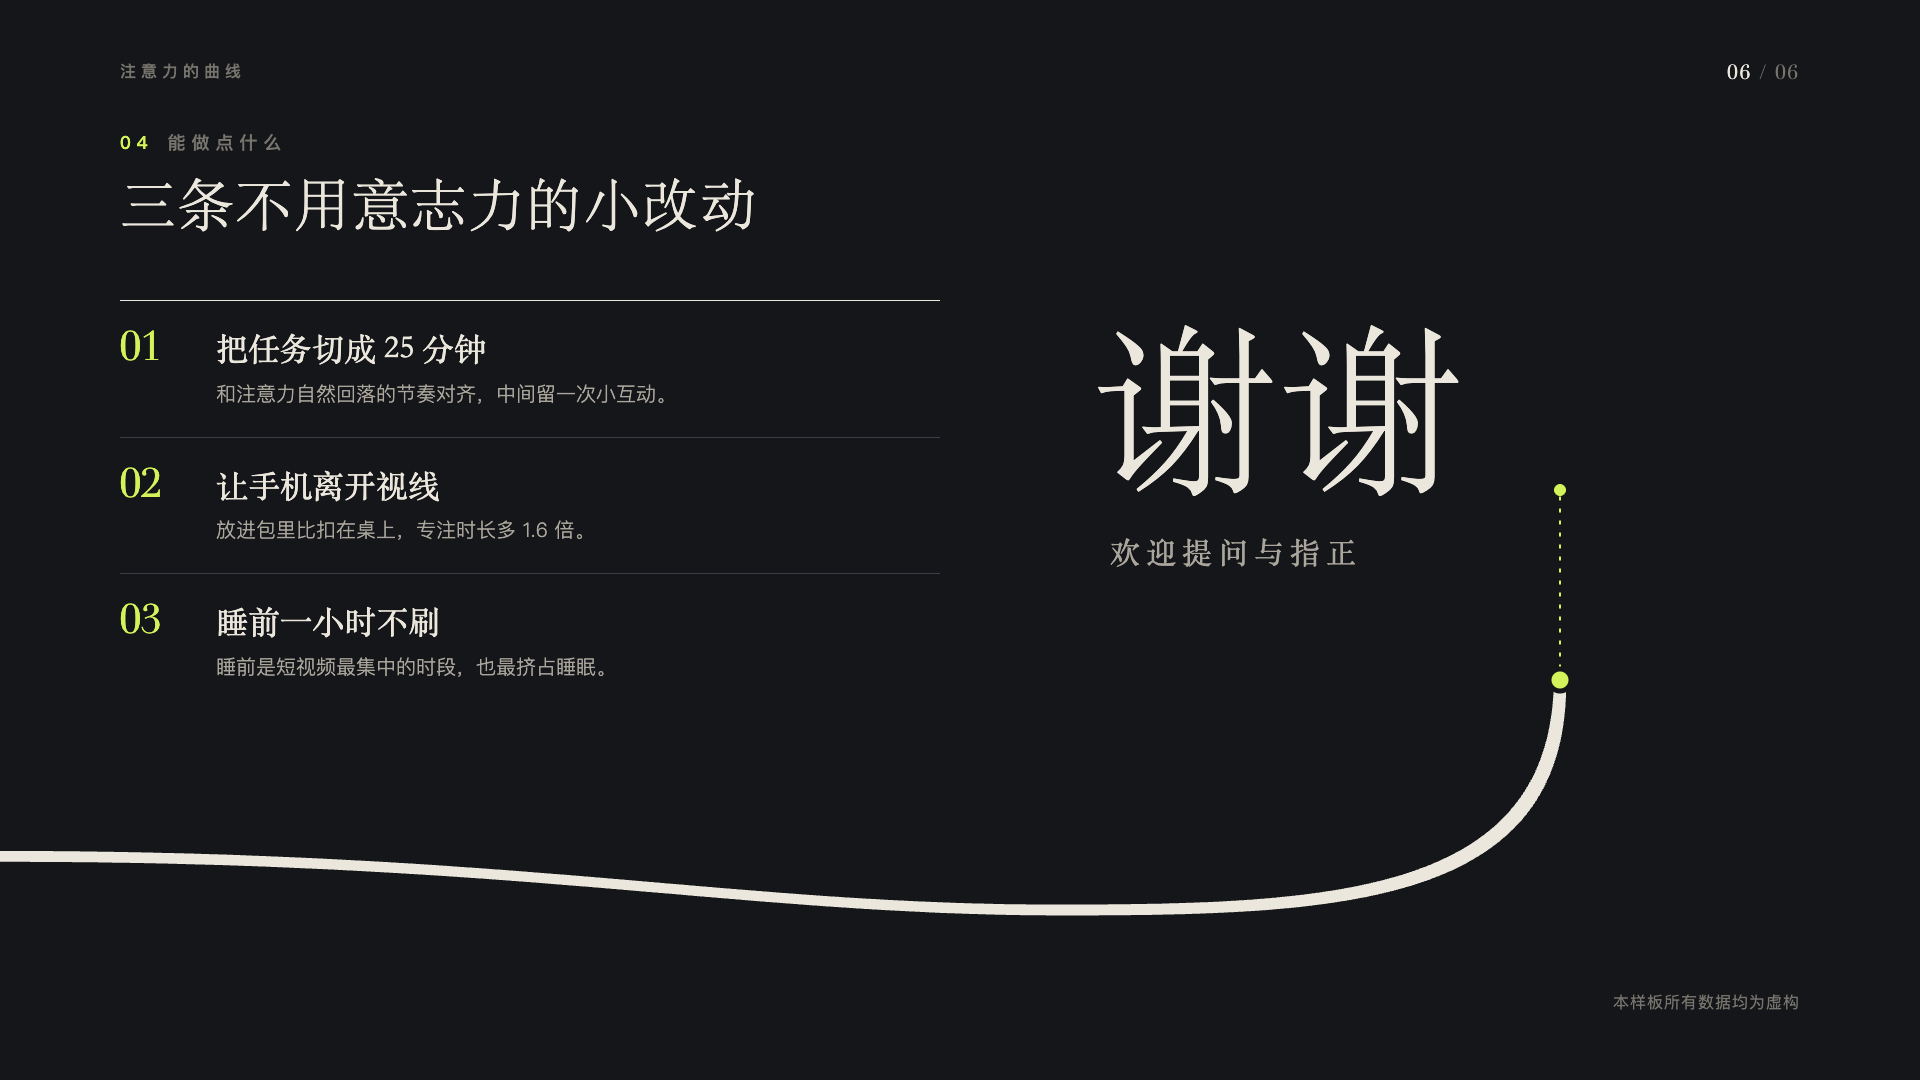 注意力的曲线
06 / 06
04 能做点什么
三条不用意志力的小改动
01 把任务切成 25 分钟
和注意力自然回落的节奏对齐，中间留一次小互动。
02 让手机离开视线
放进包里比扣在桌上，专注时长多 1.6 倍。
03 睡前一小时不刷
睡前是短视频最集中的时段，也最挤占睡眠。
谢谢
欢迎提问与指正
本样板所有数据均为虚构